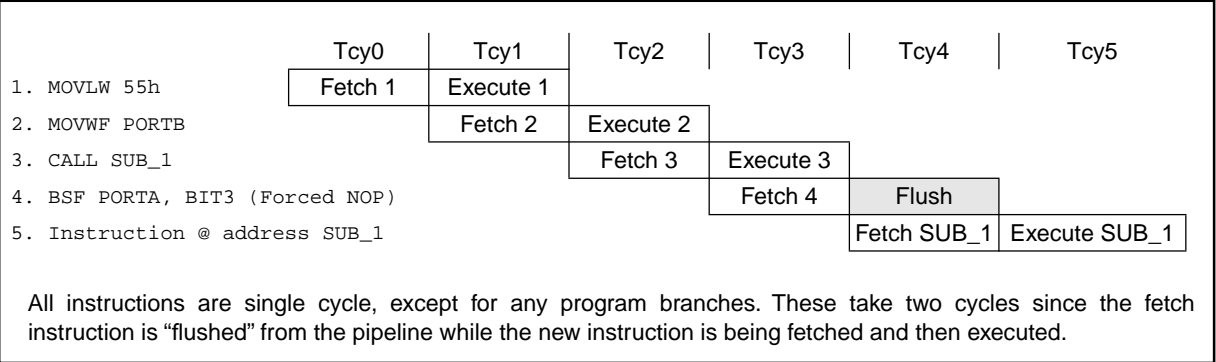 Tcy0 Tcy1 Tcy2 Tcy3 Tcy4 Tcy5
1. MOVLW 55h Fetch 1 Execute 1
2. MOVWF PORTB Fetch 2 Execute 2
3. CALL SUB_1 Fetch 3 Execute 3
4. BSF PORTA, BIT3 (Forced NOP) Fetch 4 Flush
5. Instruction @ address SUB_1 Fetch SUB_1 Execute SUB_1
All instructions are single cycle, except for any program branches. These take two cycles since the fetch
instruction is “flushed” from the pipeline while the new instruction is being fetched and then executed.